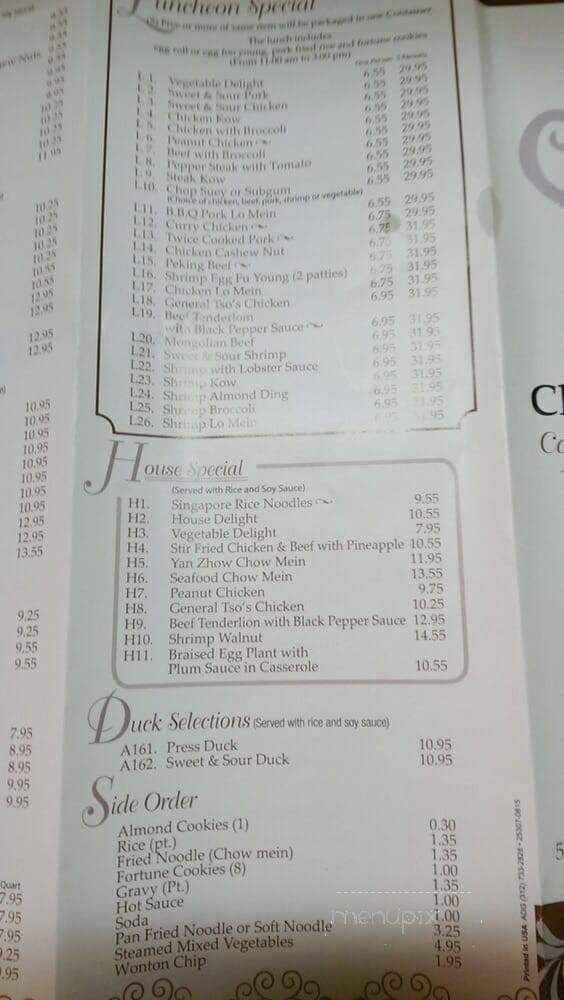 Luncheon Special
(2) Five or more of same item will be packaged in one Container
The lunch includes
egg roll or egg foo young, pork fried rice and fortune cookies
(From 11:00 am to 3:00 pm)
L 1. Vegetable Delight 6.55 29.95
L 2. Sweet & Sour Pork 6.55 29.95
L 3. Sweet & Sour Chicken 6.55 29.95
L 4. Chicken Kow 6.55 29.95
L 5. Chicken with Broccoli 6.55 29.95
L 6. Peanut Chicken 6.55 29.95
L 7. Beef with Broccoli 6.55 29.95
L 8. Pepper Steak with Tomato 6.55 29.95
L 9. Steak Kow
L10. Chop Suey or Subgum
(Choice of chicken, beef, pork, shrimp or vegetable) 6.55 29.95
L11. B.B.Q Pork Lo Mein 6.75 29.95
L12. Curry Chicken 6.75 31.95
L13. Twice Cooked Pork 6.75 31.95
L14. Chicken Cashew Nut 6.75 31.95
L15. Peking Beef 6.75 31.95
L16. Shrimp Egg Fu Young (2 patties) 6.75 31.95
L17. Chicken Lo Mein 6.95 31.95
L18. General Tso's Chicken
L19. Beef Tenderloin
with Black Pepper Sauce 6.95 31.95
L20. Mongolian Beef 6.95 31.95
L21. Sweet & Sour Shrimp 6.95 31.95
L22. Shrimp with Lobster Sauce 6.95 31.95
L23. Shrimp Kow 6.95 31.95
L24. Shrimp Almond Ding 6.95 31.95
L25. Shrimp Broccoli 6.95 31.95
L26. Shrimp Lo Mein
House Special
(Served with Rice and Soy Sauce)
H1. Singapore Rice Noodles 9.55
H2. House Delight 10.55
H3. Vegetable Delight 7.95
H4. Stir Fried Chicken & Beef with Pineapple 10.55
H5. Yan Zhow Chow Mein 11.95
H6. Seafood Chow Mein 13.55
H7. Peanut Chicken 9.75
H8. General Tso's Chicken 10.25
H9. Beef Tenderlion with Black Pepper Sauce 12.95
H10. Shrimp Walnut 14.55
H11. Braised Egg Plant with
Plum Sauce in Casserole 10.55
Duck Selections (Served with rice and soy sauce)
A161. Press Duck 10.95
A162. Sweet & Sour Duck 10.95
Side Order
Almond Cookies (1) 0.30
Rice (pt.) 1.35
Fried Noodle (Chow mein) 1.35
Fortune Cookies (8) 1.00
Gravy (Pt.) 1.35
Hot Sauce 1.00
Soda 1.00
Pan Fried Noodle or Soft Noodle 3.25
Steamed Mixed Vegetables 4.95
Wonton Chip 1.95
menupix
Printed in USA ADG (312) 733-2828 • 25307-0815
10.25
10.25
10.25
10.25
10.25
10.55
10.55
12.95
12.95
12.95
12.95
10.95
10.95
10.95
10.95
10.95
10.95
10.95
10.95
12.95
12.95
13.55
9.25
9.25
9.55
9.55
7.95
8.95
8.95
9.95
9.95
Quart
7.95
7.95
7.95
9.25